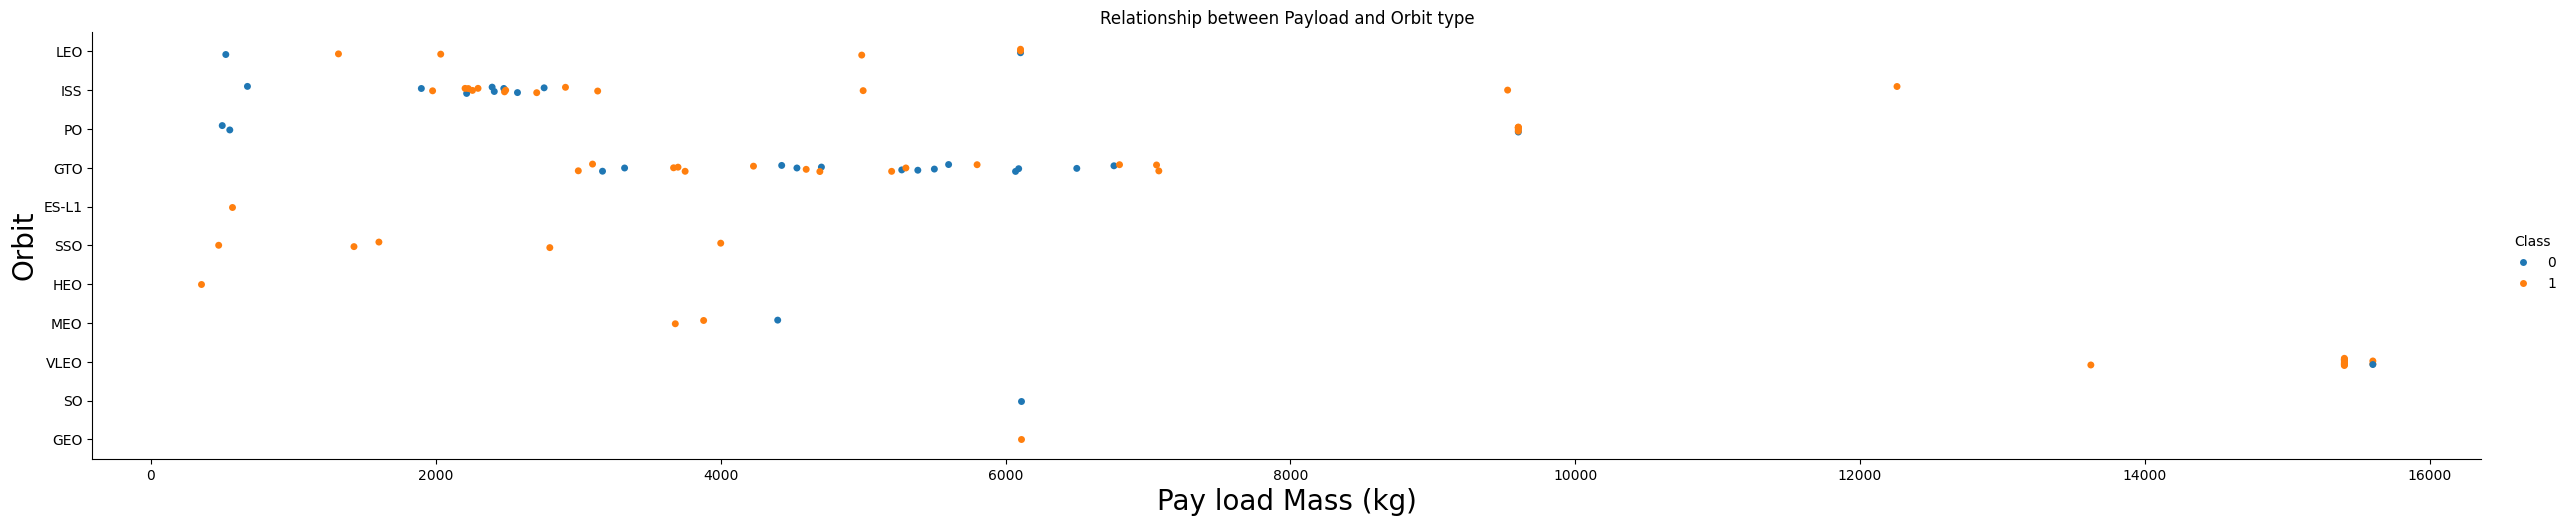 Relationship between Payload and Orbit type
Orbit
LEO
ISS
PO
GTO
ES-L1
SSO
HEO
MEO
VLEO
SO
GEO
0 2000 4000 6000 8000 10000 12000 14000 16000
Pay load Mass (kg)
Class
0
1